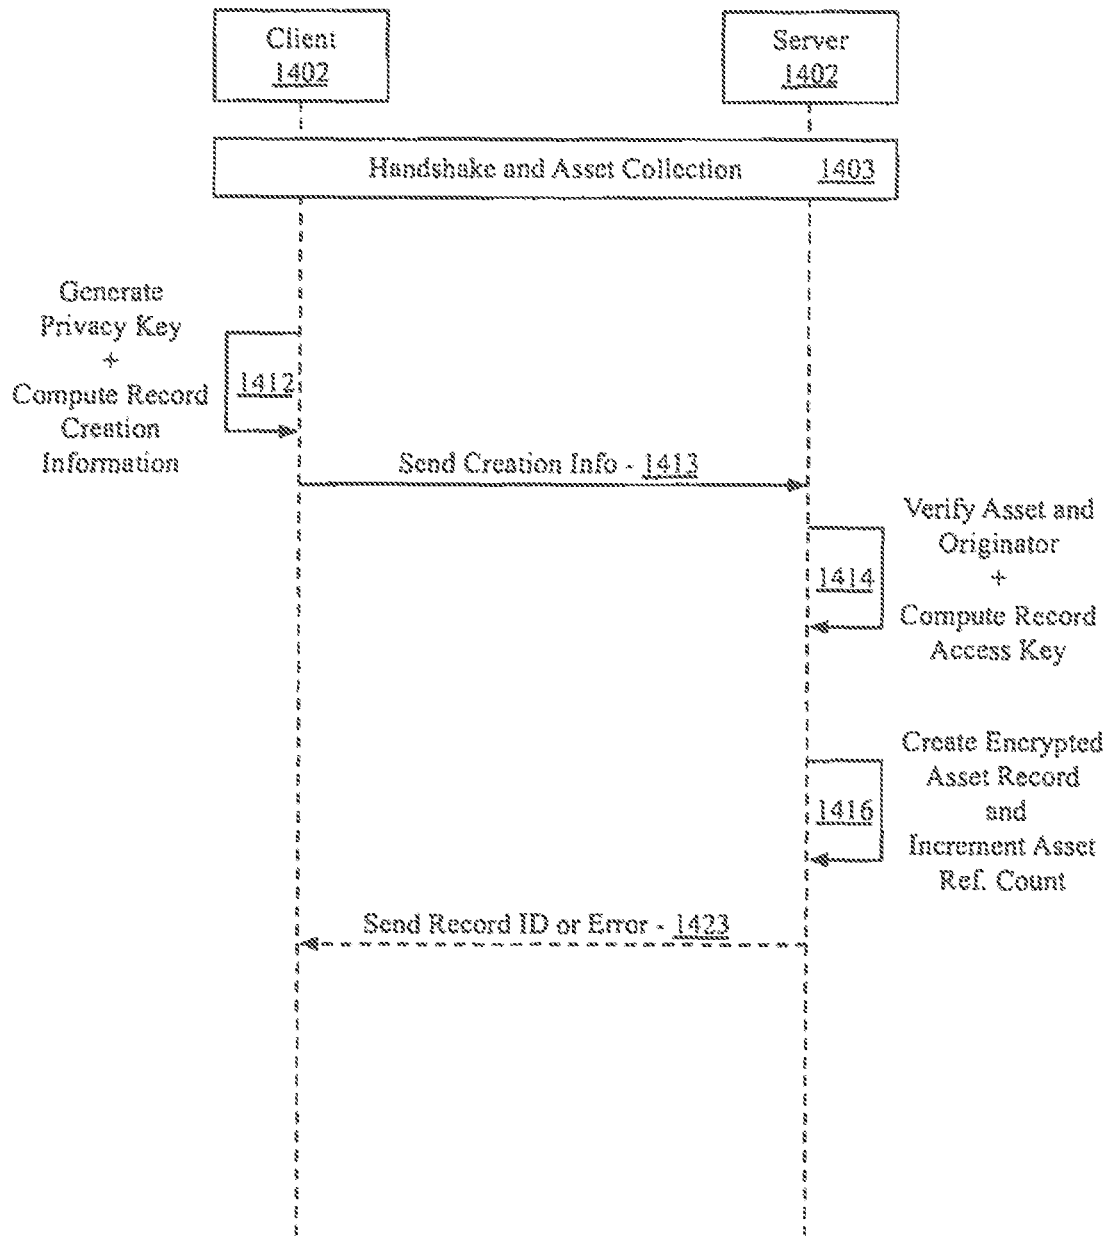 Client
1402
Server
1402
Handshake and Asset Collection 1403
Generate
Privacy Key
+
Compute Record
Creation
Information
1412
Send Creation Info - 1413
Verify Asset and
Originator
+
Compute Record
Access Key
1414
Create Encrypted
Asset Record
and
Increment Asset
Ref. Count
1416
Send Record ID or Error - 1423